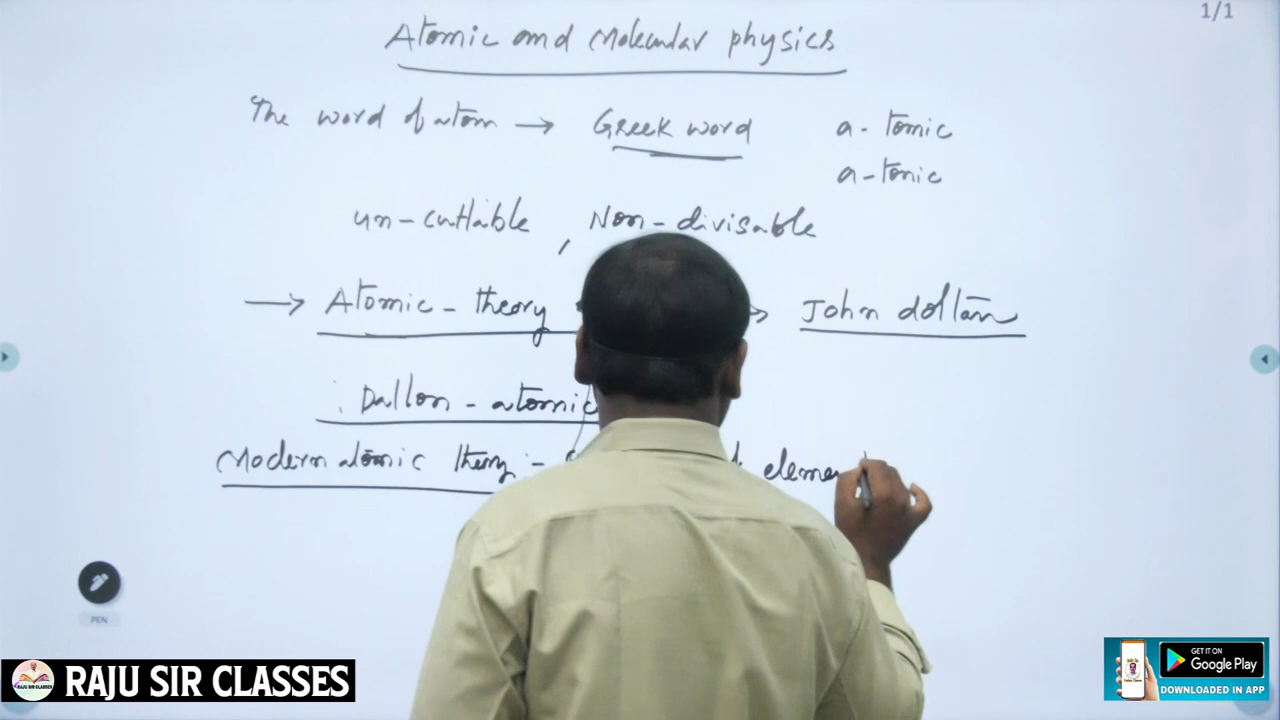 1/1
Atomic and Molecular physics
The word of atom → Greek word a-tomic
a-tonic
un-cuttable, Non-divisable
→ Atomic-theory → John doltan
Dallon-atomic
Modern atomic theory:- elemen
PEN
RAJU SIR CLASSES
GET IT ON
Google Play
DOWNLOADED IN APP